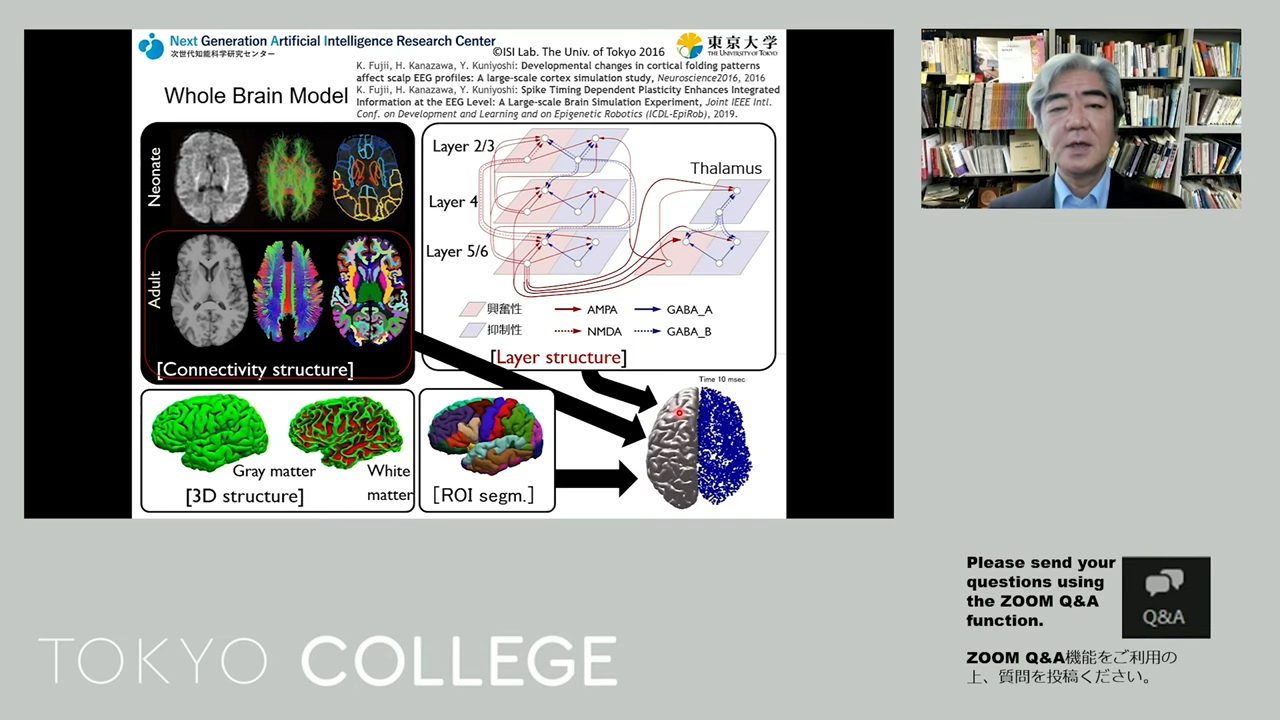 Next Generation Artificial Intelligence Research Center
次世代知能科学研究センター
©ISI Lab. The Univ. of Tokyo 2016
東京大学
THE UNIVERSITY OF TOKYO
K. Fujii, H. Kanazawa, Y. Kuniyoshi: Developmental changes in cortical folding patterns
affect scalp EEG profiles: A large-scale cortex simulation study, Neuroscience2016, 2016
K. Fujii, H. Kanazawa, Y. Kuniyoshi: Spike Timing Dependent Plasticity Enhances Integrated
Information at the EEG Level: A Large-scale Brain Simulation Experiment, Joint IEEE Intl.
Conf. on Development and Learning and on Epigenetic Robotics (ICDL-EpiRob), 2019.
Whole Brain Model
Neonate
Adult
[Connectivity structure]
Layer 2/3
Layer 4
Layer 5/6
Thalamus
興奮性
AMPA
GABA_A
抑制性
NMDA
GABA_B
[Layer structure]
Time 10 msec
Gray matter
White
matter
[3D structure]
[ROI segm.]
Please send your
questions using
the ZOOM Q&A
function.
Q&A
ZOOM Q&A機能をご利用の
上、質問を投稿ください。
TOKYO COLLEGE